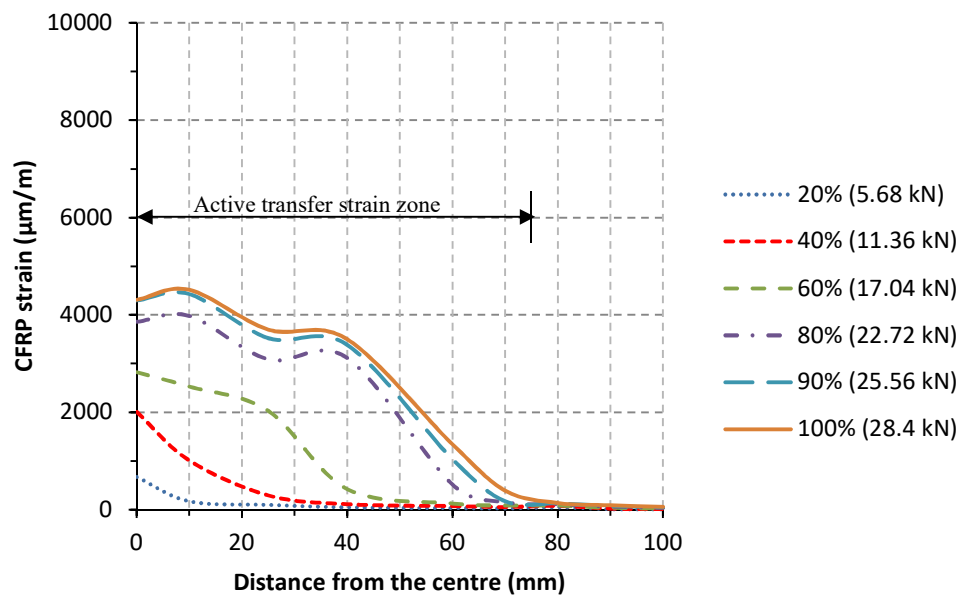 10000
8000
6000
4000
2000
0
CFRP strain (µm/m)
Active transfer strain zone
0 20 40 60 80 100
Distance from the centre (mm)
20% (5.68 kN)
40% (11.36 kN)
60% (17.04 kN)
80% (22.72 kN)
90% (25.56 kN)
100% (28.4 kN)